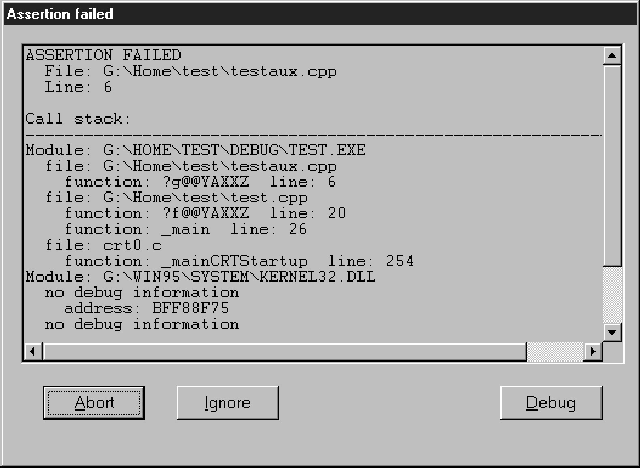 Assertion failed
ASSERTION FAILED
File: G:\Home\test\testaux.cpp
Line: 6
Call stack:
Module: G:\HOME\TEST\DEBUG\TEST.EXE
file: G:\Home\test\testaux.cpp
function: ?g@@YAXXZ line: 6
file: G:\Home\test\test.cpp
function: ?f@@YAXXZ line: 20
function: _main line: 26
file: crt0.c
function: _mainCRTStartup line: 254
Module: G:\WIN95\SYSTEM\KERNEL32.DLL
no debug information
address: BFF88F75
no debug information
Abort Ignore Debug